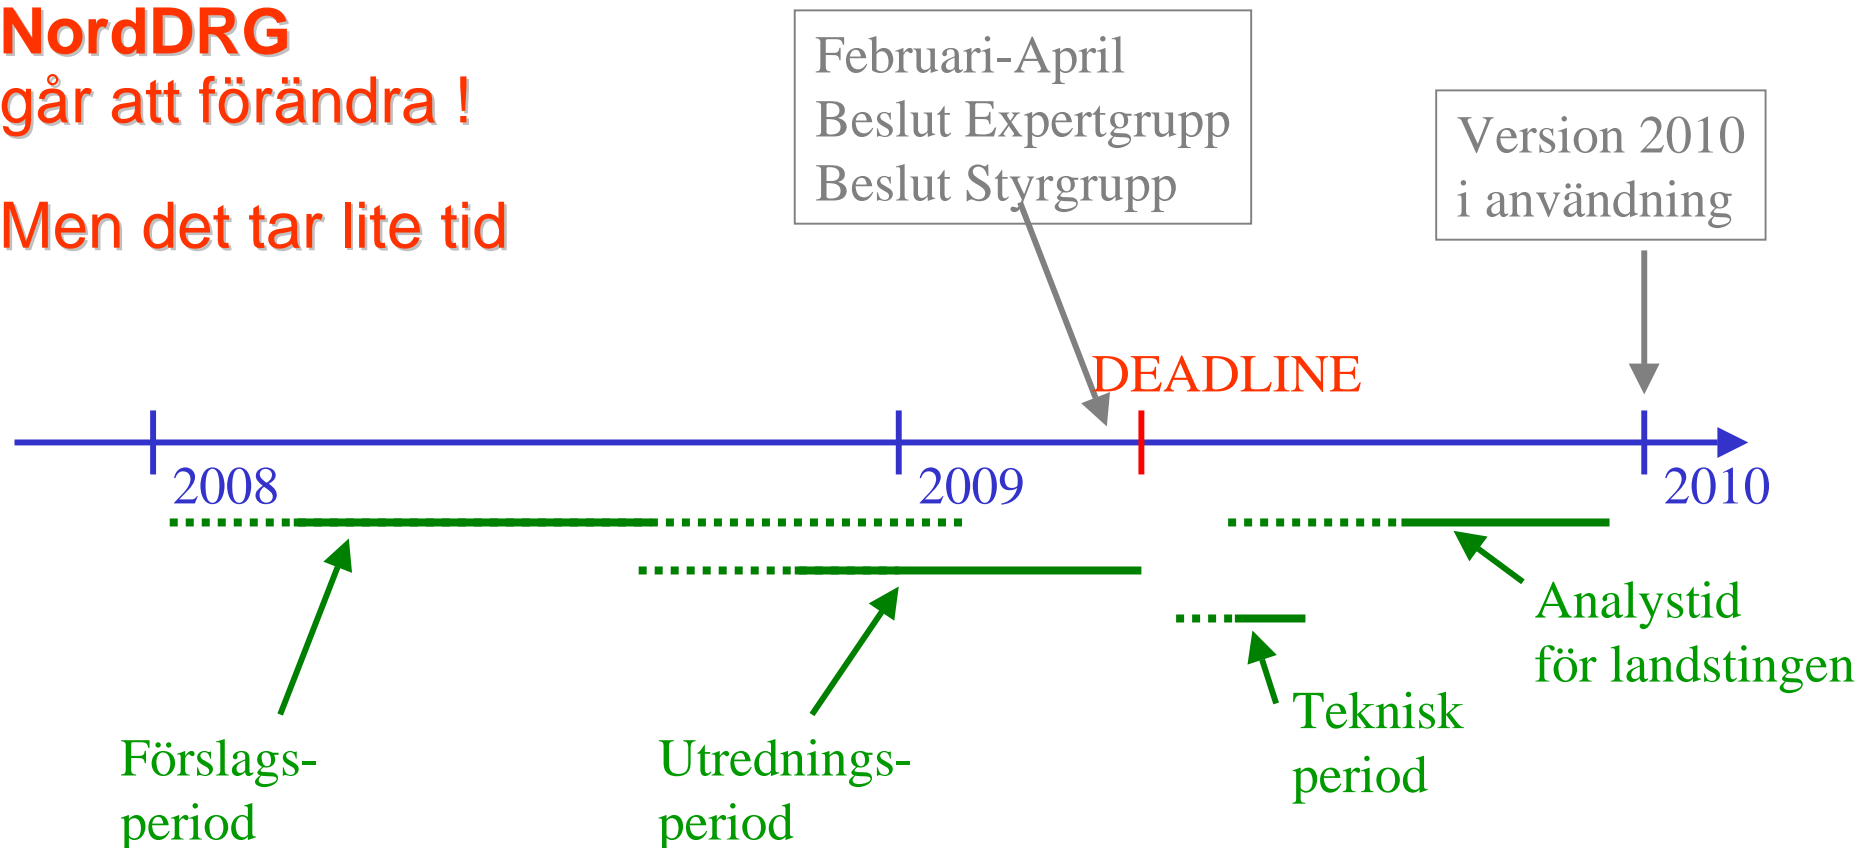 NordDRG
går att förändra !
Men det tar lite tid
Februari-April
Beslut Expertgrupp
Beslut Styrgrupp
Version 2010
i användning
DEADLINE
2008
2009
2010
Förslags-
period
Utrednings-
period
Teknisk
period
Analystid
för landstingen